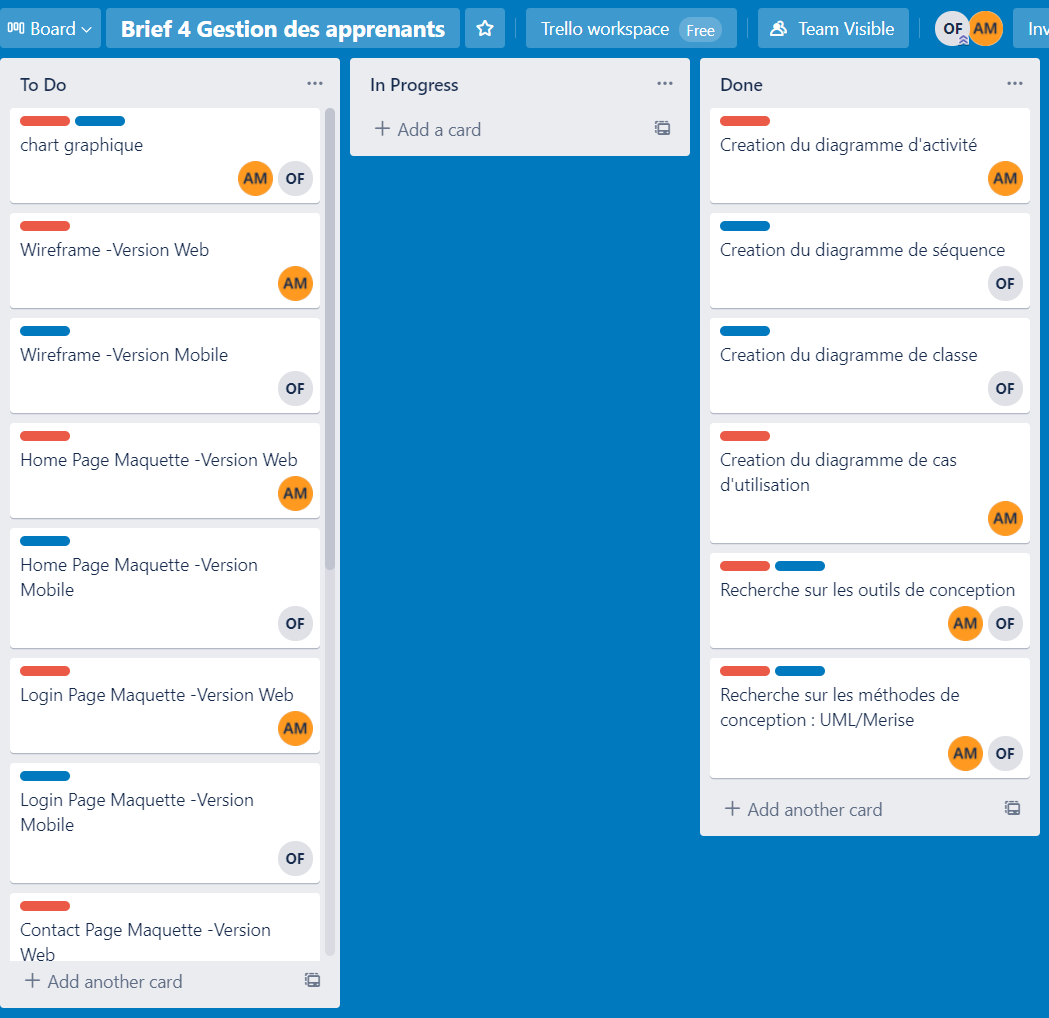 Board
Brief 4 Gestion des apprenants
Trello workspace Free
Team Visible
OF AM
Inv
To Do
chart graphique
AM OF
Wireframe -Version Web
AM
Wireframe -Version Mobile
OF
Home Page Maquette -Version Web
AM
Home Page Maquette -Version
Mobile
OF
Login Page Maquette -Version Web
AM
Login Page Maquette -Version
Mobile
OF
Contact Page Maquette -Version
Web
Add another card
In Progress
Add a card
Done
Creation du diagramme d'activité
AM
Creation du diagramme de séquence
OF
Creation du diagramme de classe
OF
Creation du diagramme de cas
d'utilisation
AM
Recherche sur les outils de conception
AM OF
Recherche sur les méthodes de
conception : UML/Merise
AM OF
Add another card